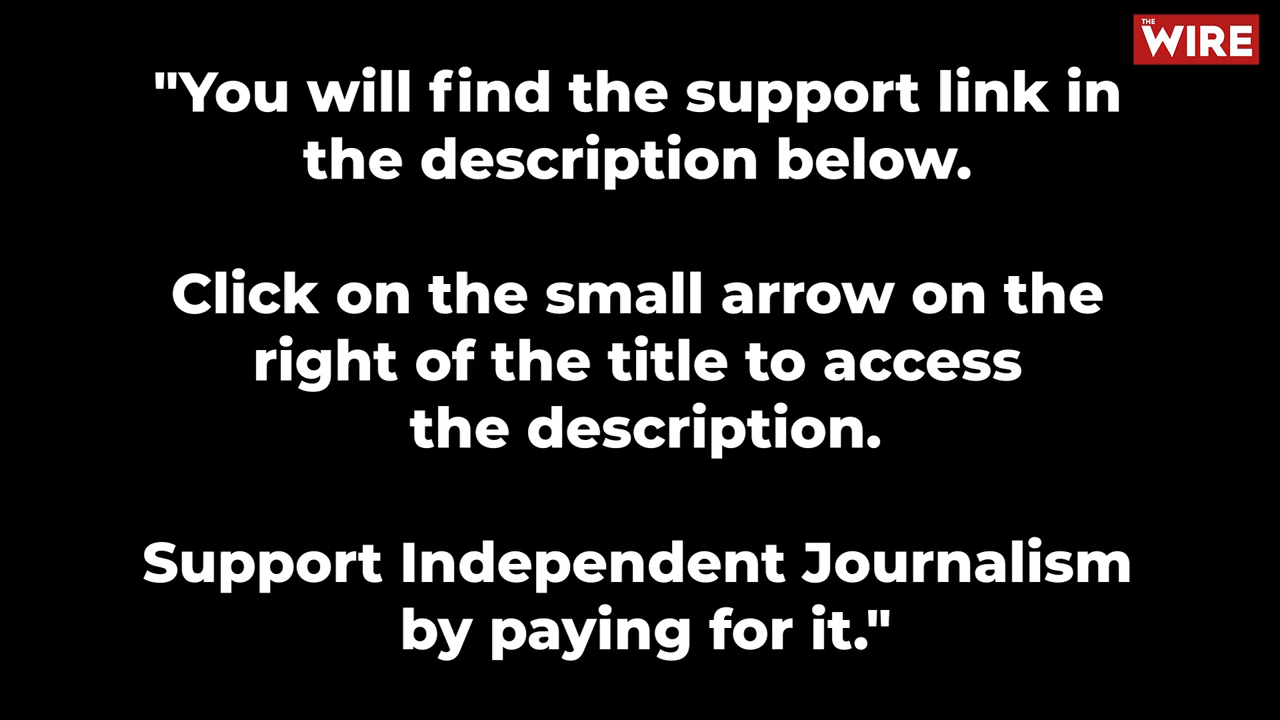 THE
WIRE
"You will find the support link in
the description below.
Click on the small arrow on the
right of the title to access
the description.
Support Independent Journalism
by paying for it."